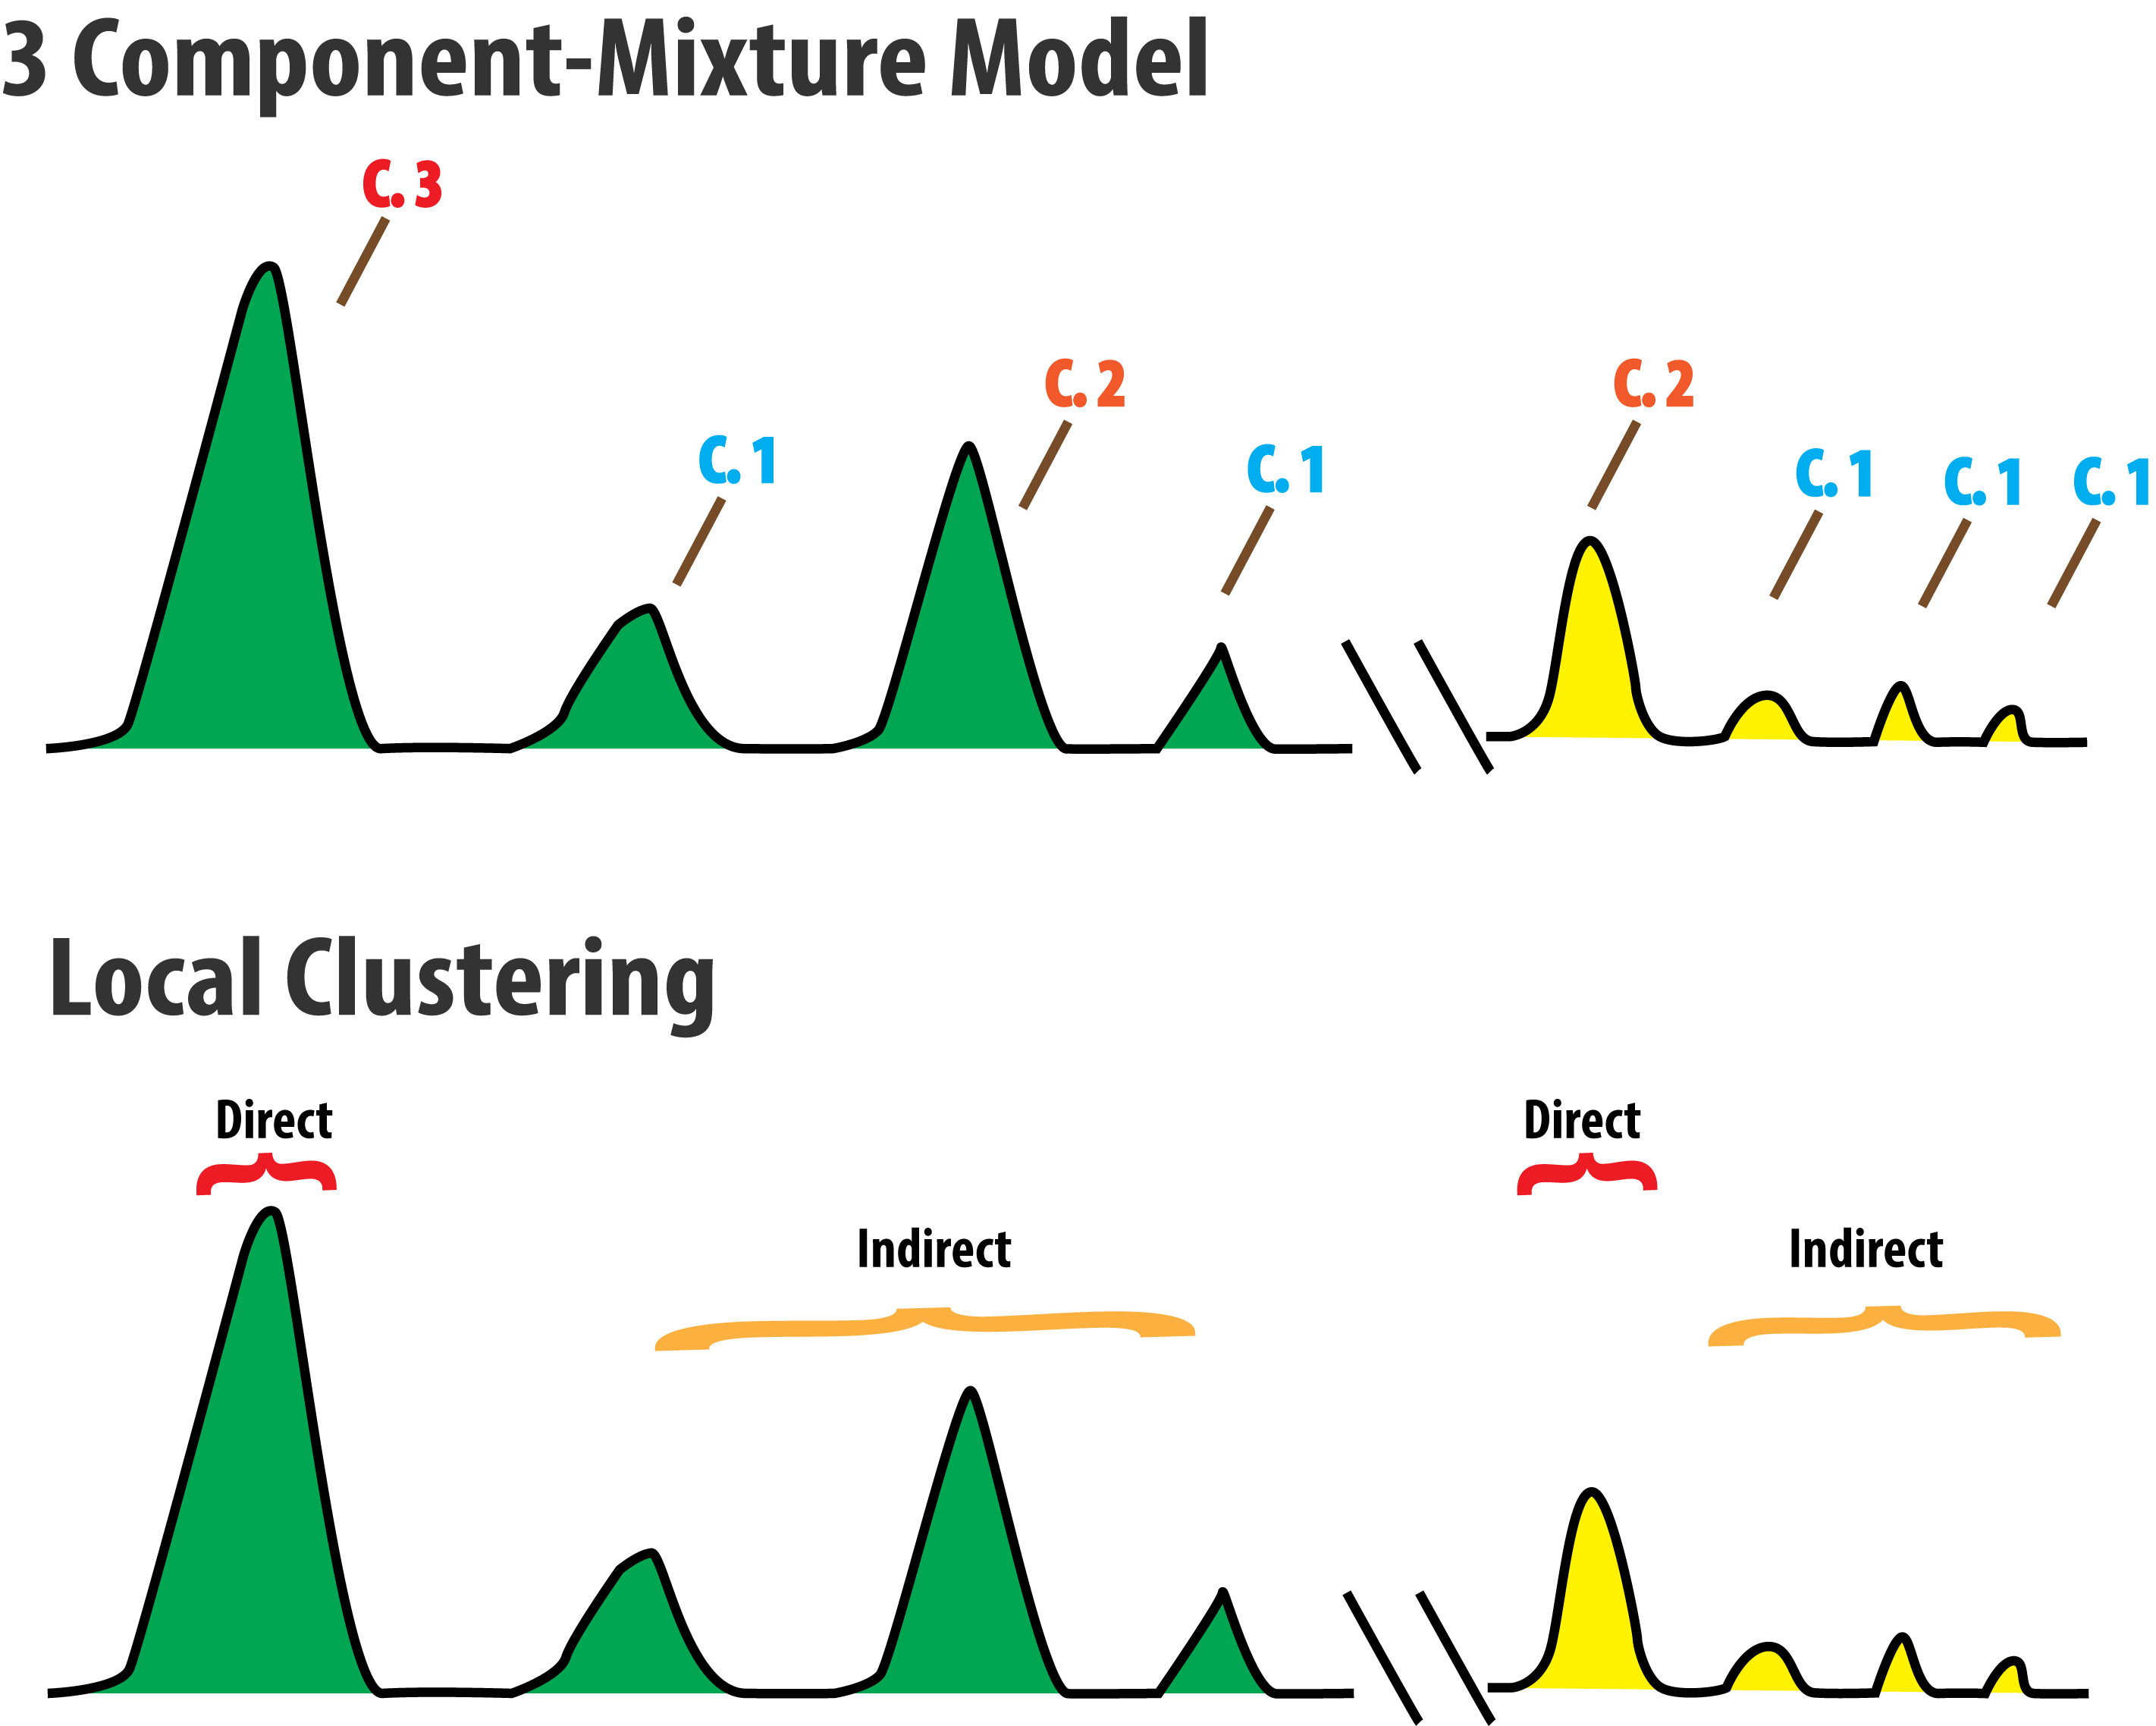 3 Component-Mixture Model
C. 3
C. 2
C. 2
C. 1
C. 1
C. 1
C. 1
C. 1
Local Clustering
Direct
Direct
Indirect
Indirect